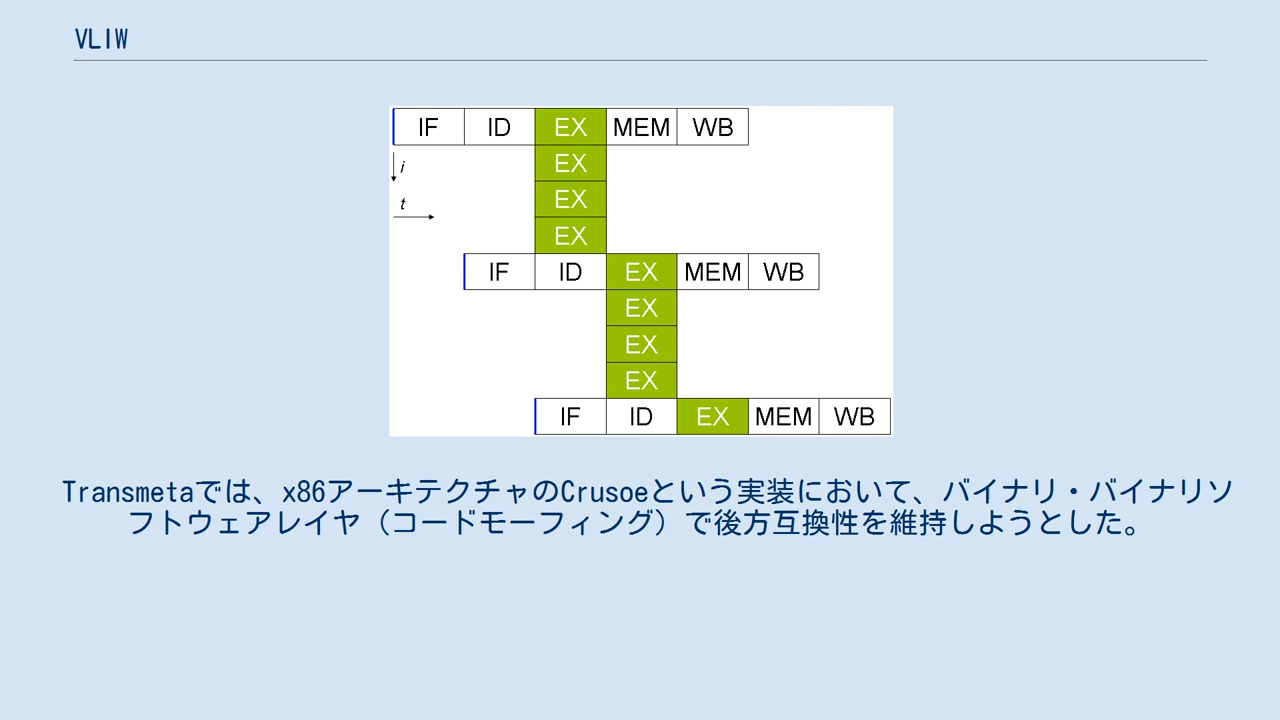 VLIW
IF ID EX MEM WB
EX
i
EX
t
EX
IF ID EX MEM WB
EX
EX
EX
IF ID EX MEM WB
Transmetaでは、x86アーキテクチャのCrusoeという実装において、バイナリ・バイナリソ
フトウェアレイヤ（コードモーフィング）で後方互換性を維持しようとした。